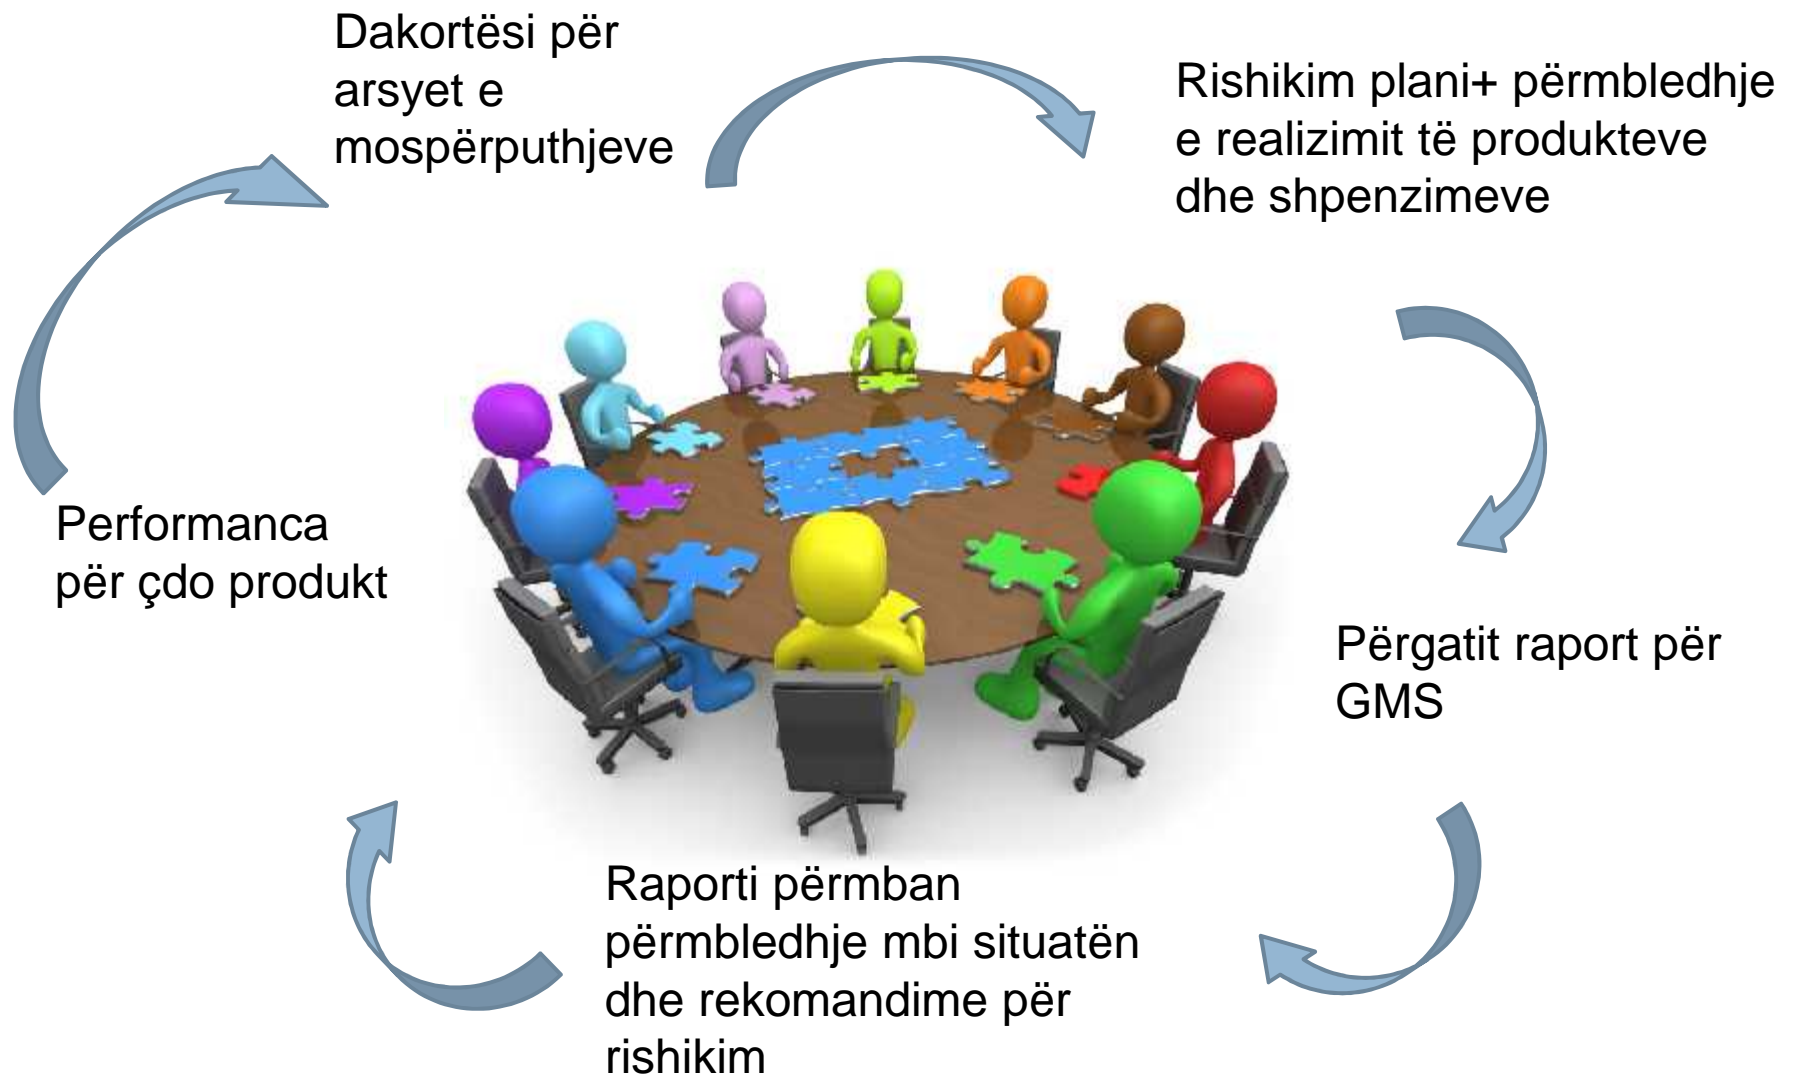 Dakortësi për
arsyet e
mospërputhjeve
Rishikim plani+ përmbledhje
e realizimit të produkteve
dhe shpenzimeve
Performanca
për çdo produkt
Përgatit raport për
GMS
Raporti përmban
përmbledhje mbi situatën
dhe rekomandime për
rishikim